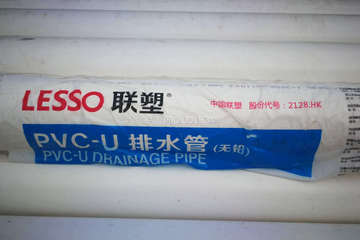 LESSO 联塑® 中国联塑 股份代号：2128.HK
PVC-U 排水管(无铅)
PVC-U DRAINAGE PIPE